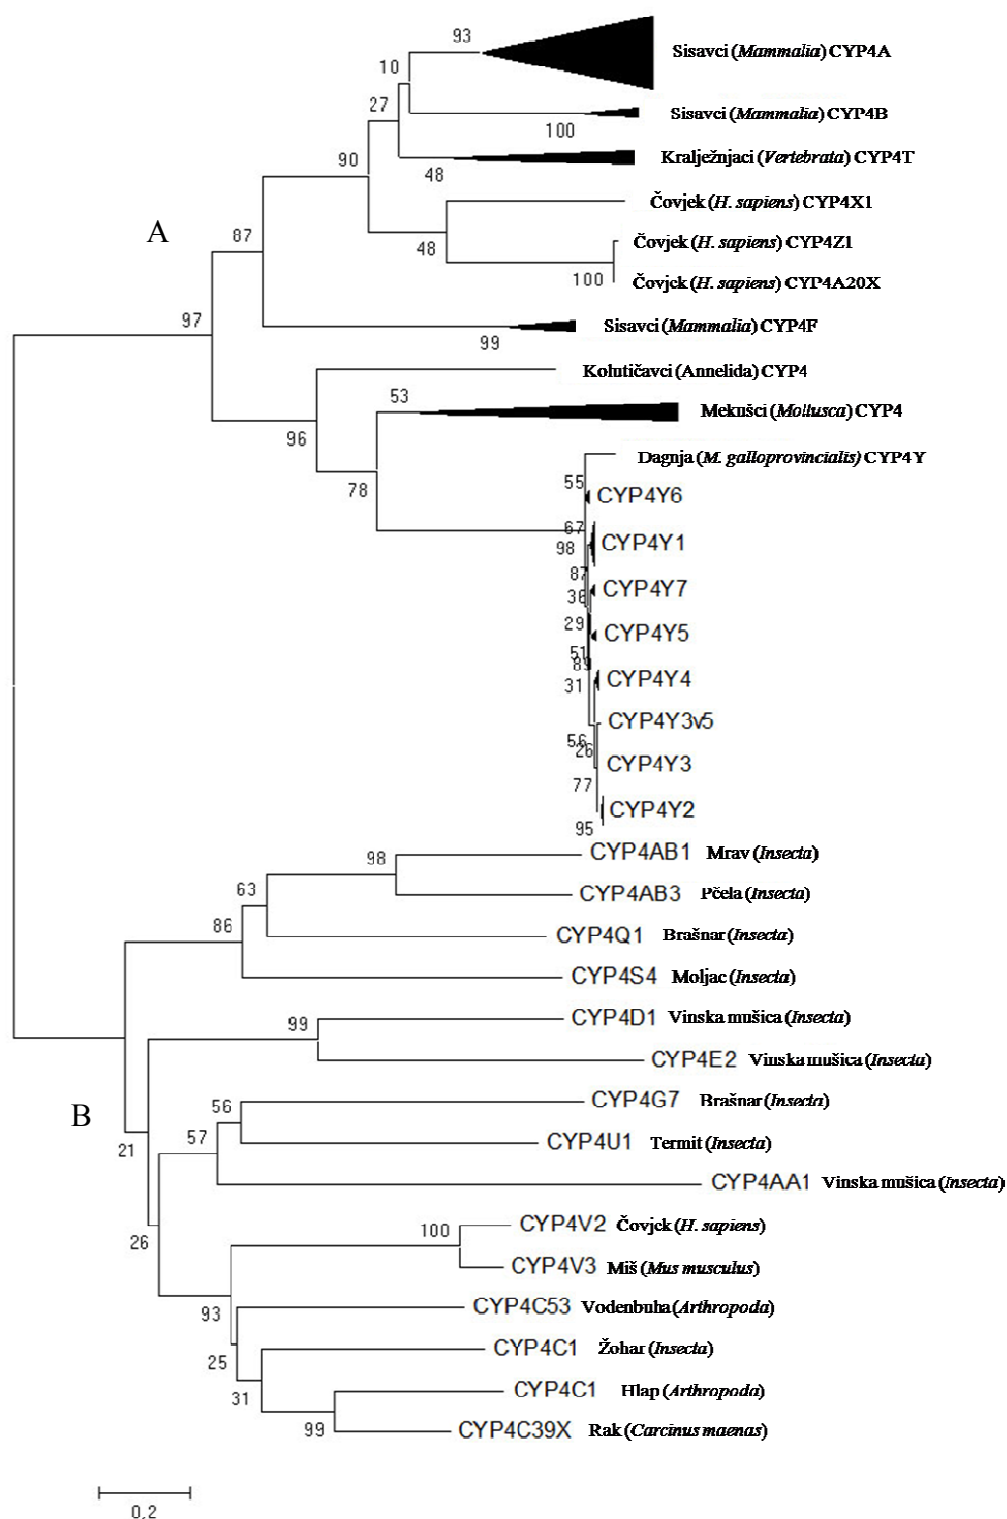 93
Sisavci (Mammalia) CYP4A
10
27
Sisavci (Mammalia) CYP4B
100
90
Kralježnjaci (Vertebrata) CYP4T
48
Čovjek (H. sapiens) CYP4X1
A
87
48
Čovjek (H. sapiens) CYP4Z1
100
Čovjek (H. sapiens) CYP4A20X
97
Sisavci (Mammalia) CYP4F
99
Kolutičavci (Annelida) CYP4
53
Mekušci (Mollusca) CYP4
96
Dagnja (M. galloprovincialis) CYP4Y
78
55
CYP4Y6
67
98
CYP4Y1
87
36
CYP4Y7
29
CYP4Y5
51
89
31
CYP4Y4
CYP4Y3v5
56
26
CYP4Y3
77
CYP4Y2
95
98
CYP4AB1 Mrav (Insecta)
63
CYP4AB3 Pčela (Insecta)
86
CYP4Q1 Brašnar (Insecta)
CYP4S4 Moljac (Insecta)
99
CYP4D1 Vinska mušica (Insecta)
CYP4E2 Vinska mušica (Insecta)
B
56
CYP4G7 Brašnar (Insecta)
57
21
CYP4U1 Termit (Insecta)
CYP4AA1 Vinska mušica (Insecta)
26
100
CYP4V2 Čovjek (H. sapiens)
CYP4V3 Miš (Mus musculus)
93
CYP4C53 Vodenbuha (Arthropoda)
25
CYP4C1 Žohar (Insecta)
31
CYP4C1 Hlap (Arthropoda)
99
CYP4C39X Rak (Carcinus maenas)
0,2